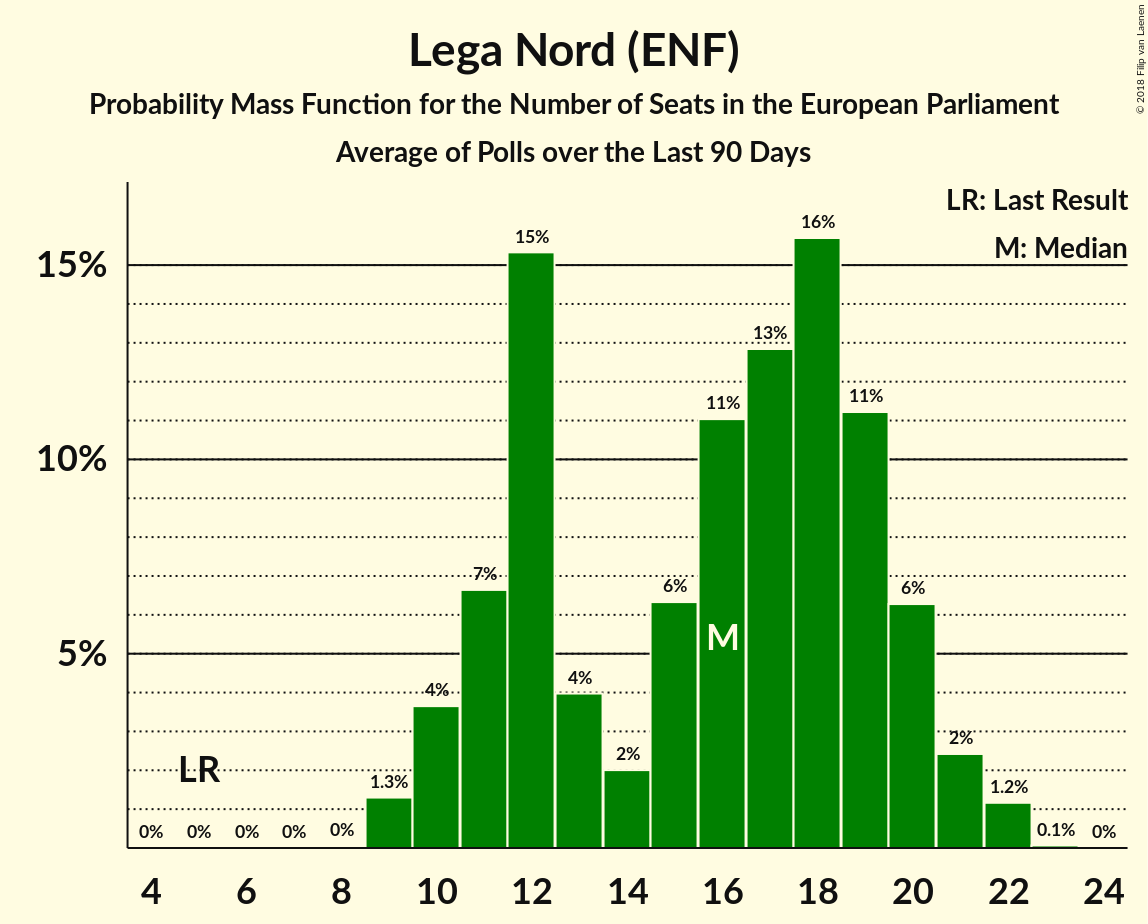 Lega Nord (ENF)
Probability Mass Function for the Number of Seats in the European Parliament
Average of Polls over the Last 90 Days
© 2018 Filip van Laenen
LR: Last Result
M: Median
15%
10%
5%
0%
0%
0%
0%
0%
1.3%
4%
7%
15%
4%
2%
6%
11%
13%
16%
11%
6%
2%
1.2%
0.1%
0%
LR
M
4 6 8 10 12 14 16 18 20 22 24